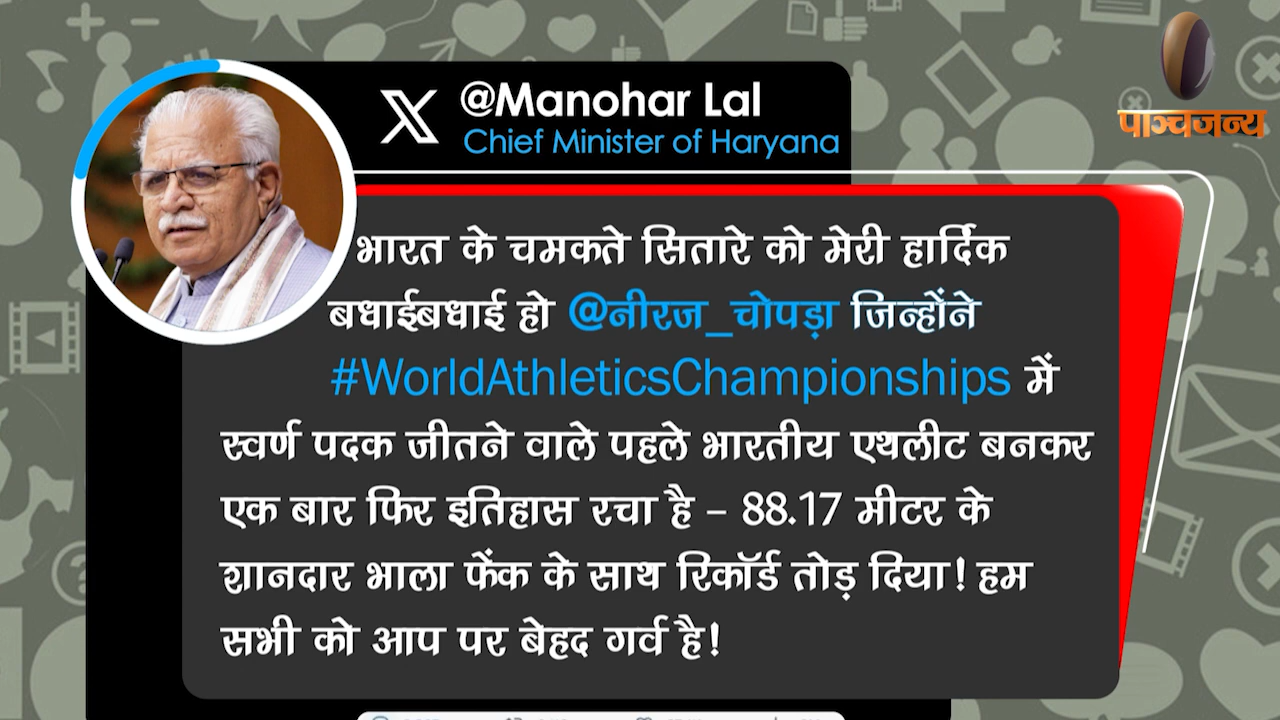 @Manohar Lal
Chief Minister of Haryana
पाञ्चजन्य
भारत के चमकते सितारे को मेरी हार्दिक
बधाईबधाई हो @नीरज_चोपड़ा जिन्होंने
#WorldAthleticsChampionships में
स्वर्ण पदक जीतने वाले पहले भारतीय एथलीट बनकर
एक बार फिर इतिहास रचा है – 88.17 मीटर के
शानदार भाला फेंक के साथ रिकॉर्ड तोड़ दिया! हम
सभी को आप पर बेहद गर्व है!